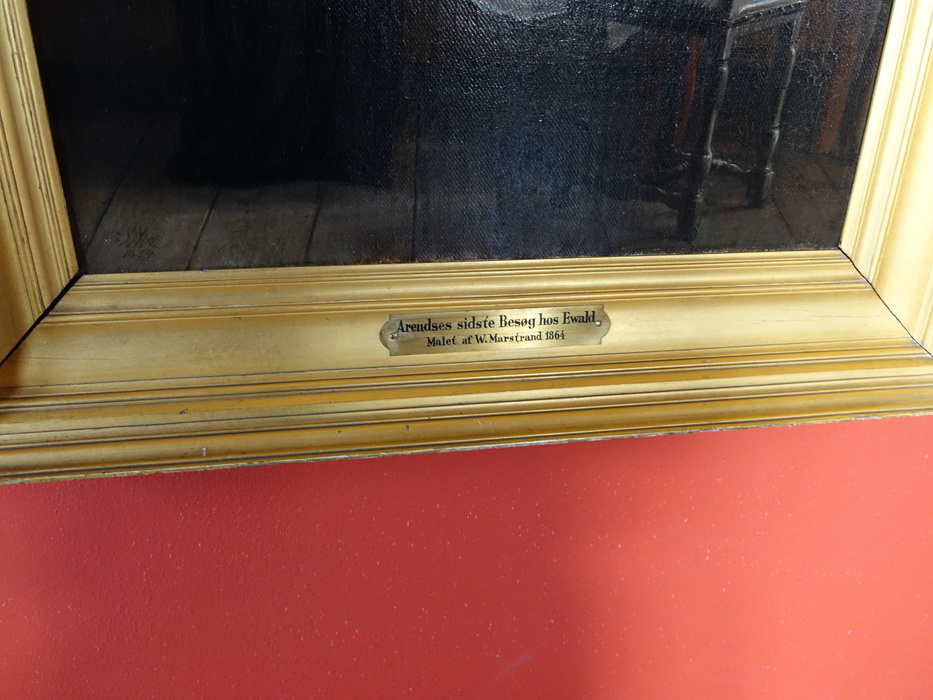 Arendses sidste Besøg hos Ewald
Malet af W. Marstrand 1864